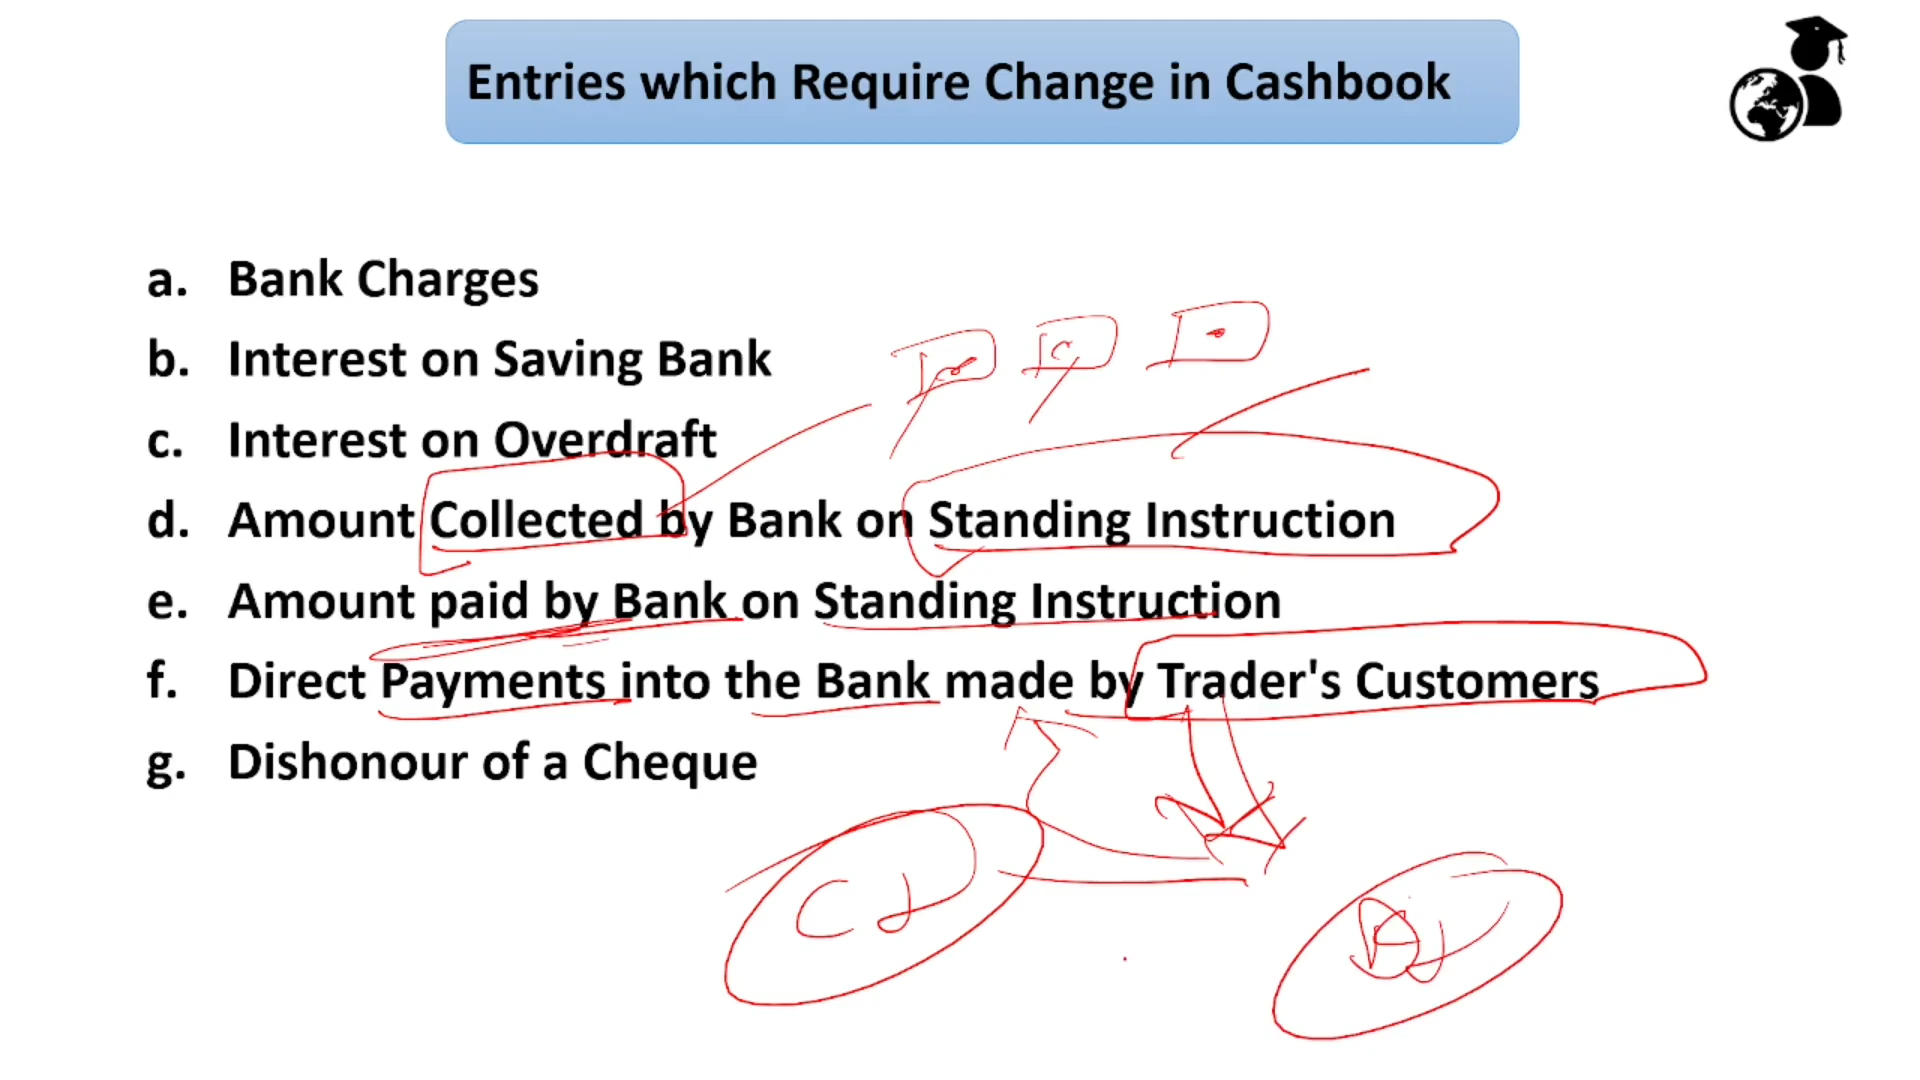 Entries which Require Change in Cashbook
a. Bank Charges
b. Interest on Saving Bank
c. Interest on Overdraft
d. Amount Collected by Bank on Standing Instruction
e. Amount paid by Bank on Standing Instruction
f. Direct Payments into the Bank made by Trader's Customers
g. Dishonour of a Cheque